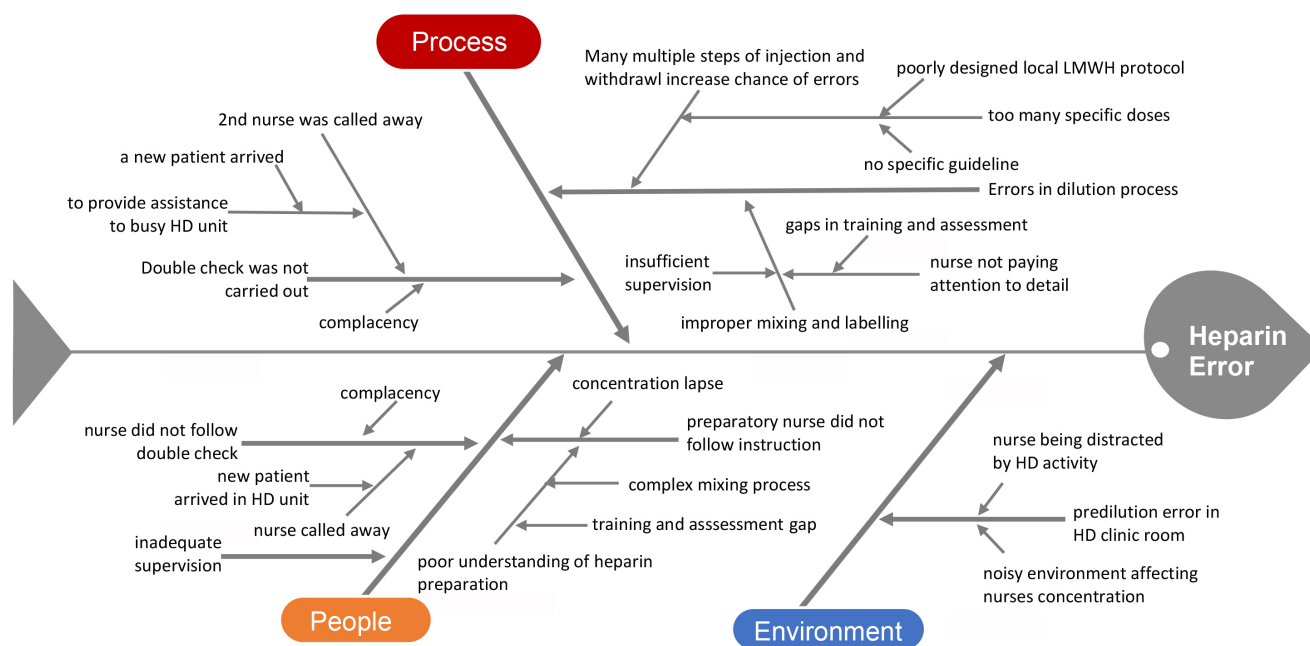 Process
Many multiple steps of injection and
withdrawl increase chance of errors
poorly designed local LMWH protocol
too many specific doses
no specific guideline
Errors in dilution process
2nd nurse was called away
a new patient arrived
to provide assistance
to busy HD unit
Double check was not
carried out
complacency
gaps in training and assessment
insufficient
supervision
nurse not paying
attention to detail
improper mixing and labelling
Heparin
Error
complacency
nurse did not follow
double check
new patient
arrived in HD unit
nurse called away
inadequate
supervision
concentration lapse
preparatory nurse did not
follow instruction
complex mixing process
training and asssessment gap
poor understanding of heparin
preparation
People
nurse being distracted
by HD activity
predilution error in
HD clinic room
noisy environment affecting
nurses concentration
Environment